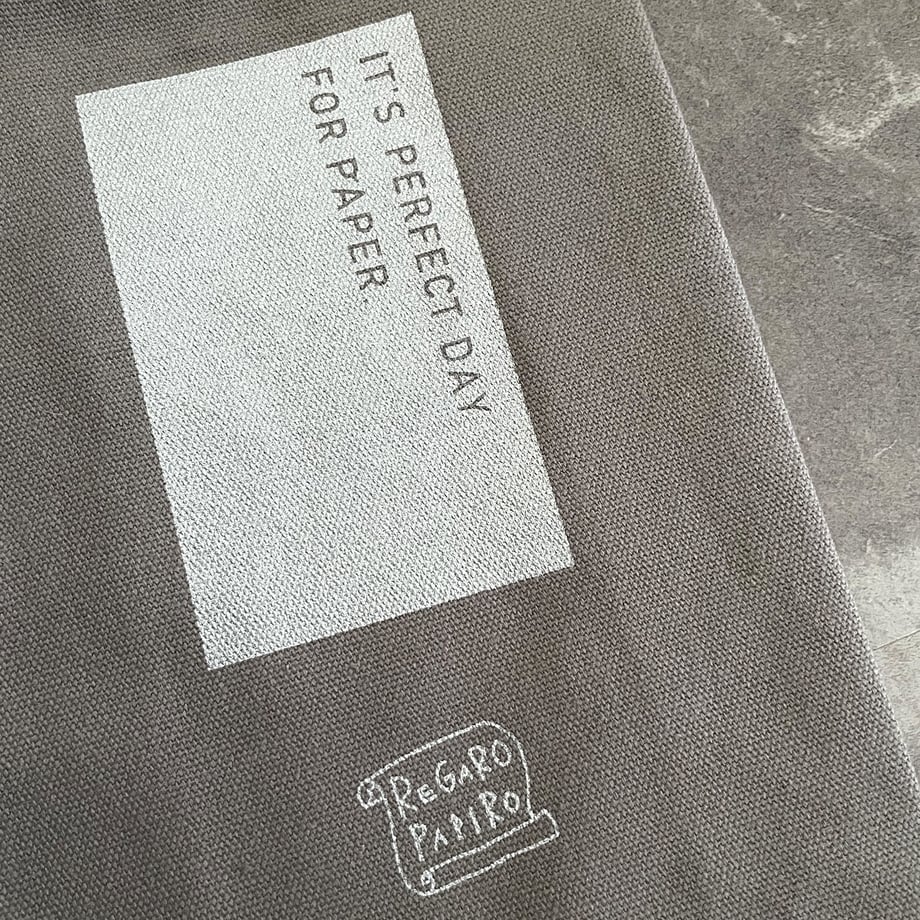 IT'S PERFECT DAY
FOR PAPER.
REGARO
PAPIRO